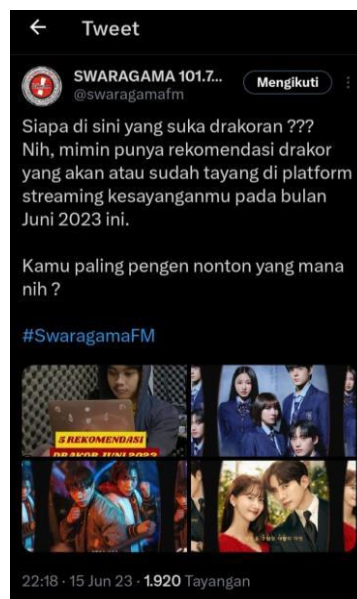 Tweet
SWARAGAMA 101.7...
@swaragamafm
Mengikuti
Siapa di sini yang suka drakoran ???
Nih, mimin punya rekomendasi drakor
yang akan atau sudah tayang di platform
streaming kesayanganmu pada bulan
Juni 2023 ini.
Kamu paling pengen nonton yang mana
nih ?
#SwaragamaFM
5 REKOMENDASI
DRAKOR JUNI 2023
22:18 · 15 Jun 23 · 1.920 Tayangan